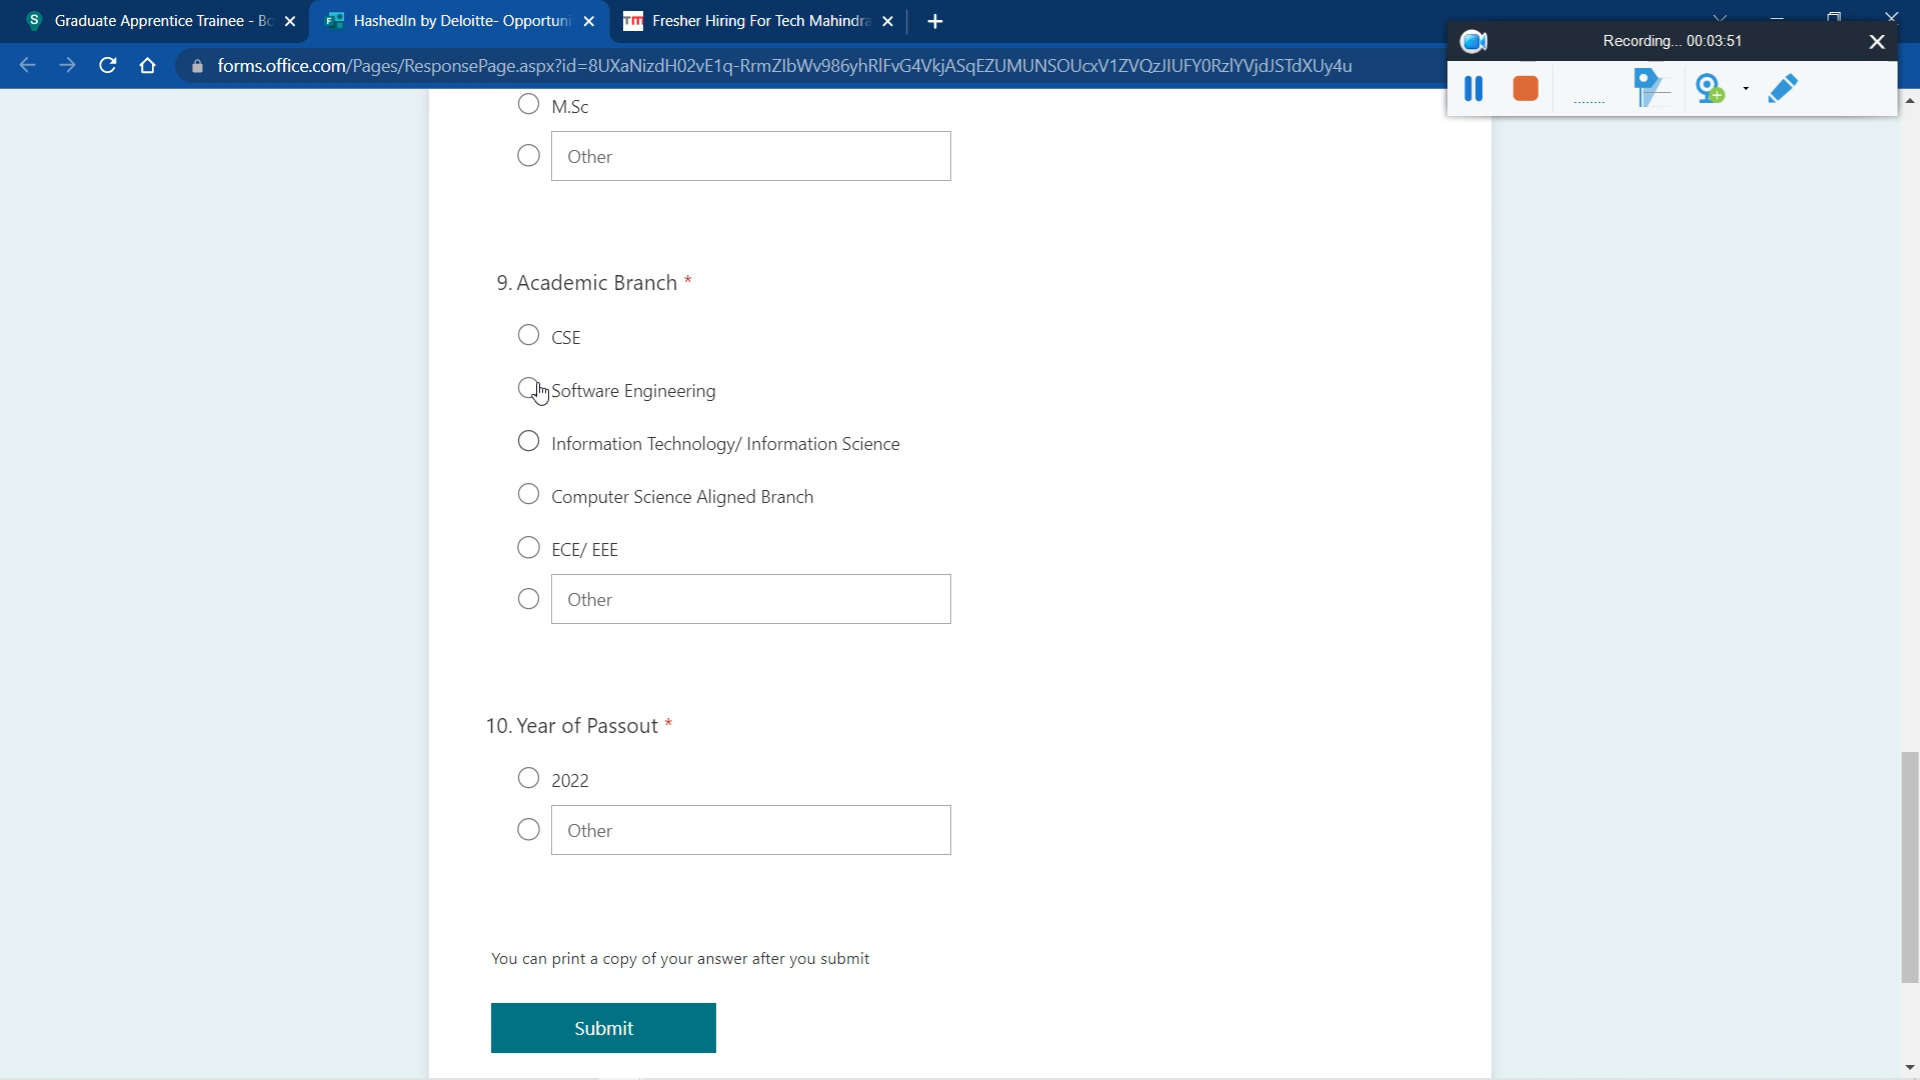 Graduate Apprentice Trainee - Bo
HashedIn by Deloitte- Opportuni
Fresher Hiring For Tech Mahindra
Recording... 00:03:51
forms.office.com/Pages/ResponsePage.aspx?id=8UXaNizdH02vE1q-RrmZIbWv986yhRIFvG4VkjASqEZUMUNSOUcxV1ZVQzJIUFY0RzlYVjdJSTdXUy4u
M.Sc
Other
9. Academic Branch *
CSE
Software Engineering
Information Technology/ Information Science
Computer Science Aligned Branch
ECE/ EEE
Other
10. Year of Passout *
2022
Other
You can print a copy of your answer after you submit
Submit